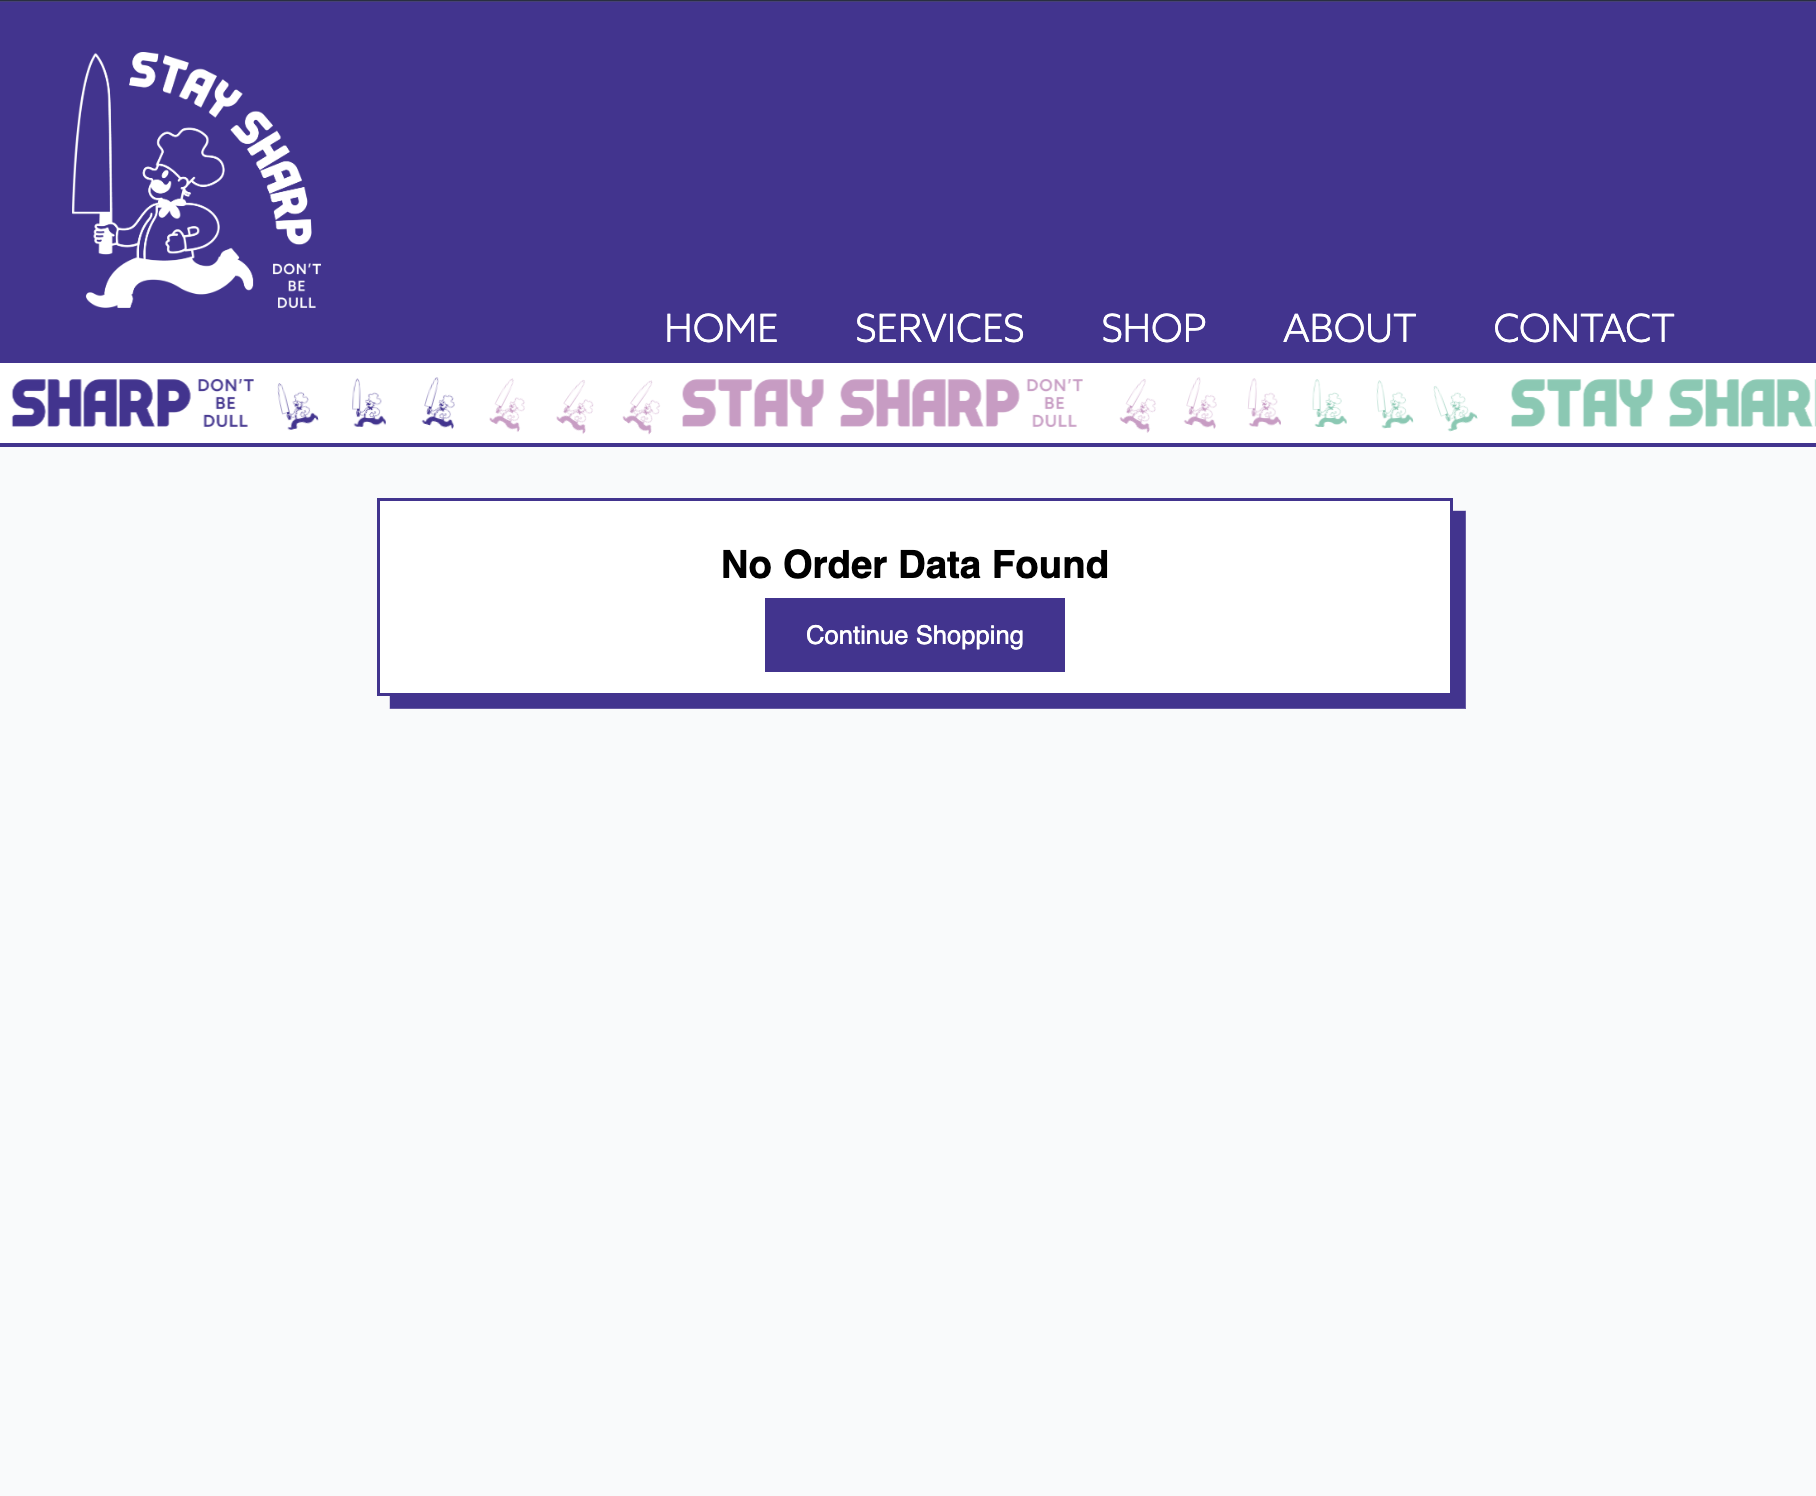 STAY SHARP
DON'T
BE
DULL
HOME SERVICES SHOP ABOUT CONTACT
SHARP DON'T BE DULL STAY SHARP DON'T BE DULL STAY SHAR
No Order Data Found
Continue Shopping